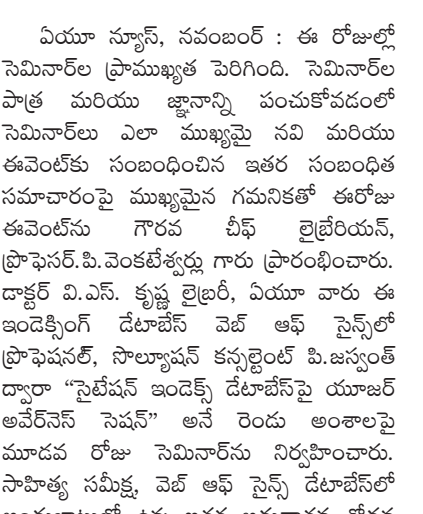 ఏయూ న్యూస్, నవంబర్ : ఈ రోజుల్లో
సెమినార్‌ల ప్రాముఖ్యత పెరిగింది. సెమినార్‌ల
పాత్ర మరియు జ్ఞానాన్ని పంచుకోవడంలో
సెమినార్‌లు ఎలా ముఖ్యమై నవి మరియు
ఈవెంట్‌కు సంబంధించిన ఇతర సంబంధిత
సమాచారంపై ముఖ్యమైన గమనికతో ఈరోజు
ఈవెంట్‌ను గౌరవ చీఫ్ లైబ్రేరియన్,
ప్రొఫెసర్.పి.వెంకటేశ్వర్లు గారు ప్రారంభించారు.
డాక్టర్ వి.ఎస్. కృష్ణ లైబ్రరీ, ఏయూ వారు ఈ
ఇండెక్సింగ్ డేటాబేస్ వెబ్ ఆఫ్ సైన్స్‌లో
ప్రొఫెషనల్, సొల్యూషన్ కన్సల్టెంట్ పి.జస్వంత్
ద్వారా “సైటేషన్ ఇండెక్స్ డేటాబేస్‌పై యూజర్
అవేర్‌నెస్ సెషన్” అనే రెండు అంశాలపై
మూడవ రోజు సెమినార్‌ను నిర్వహించారు.
సాహిత్య సమీక్ష, వెబ్ ఆఫ్ సైన్స్ డేటాబేస్‌లో